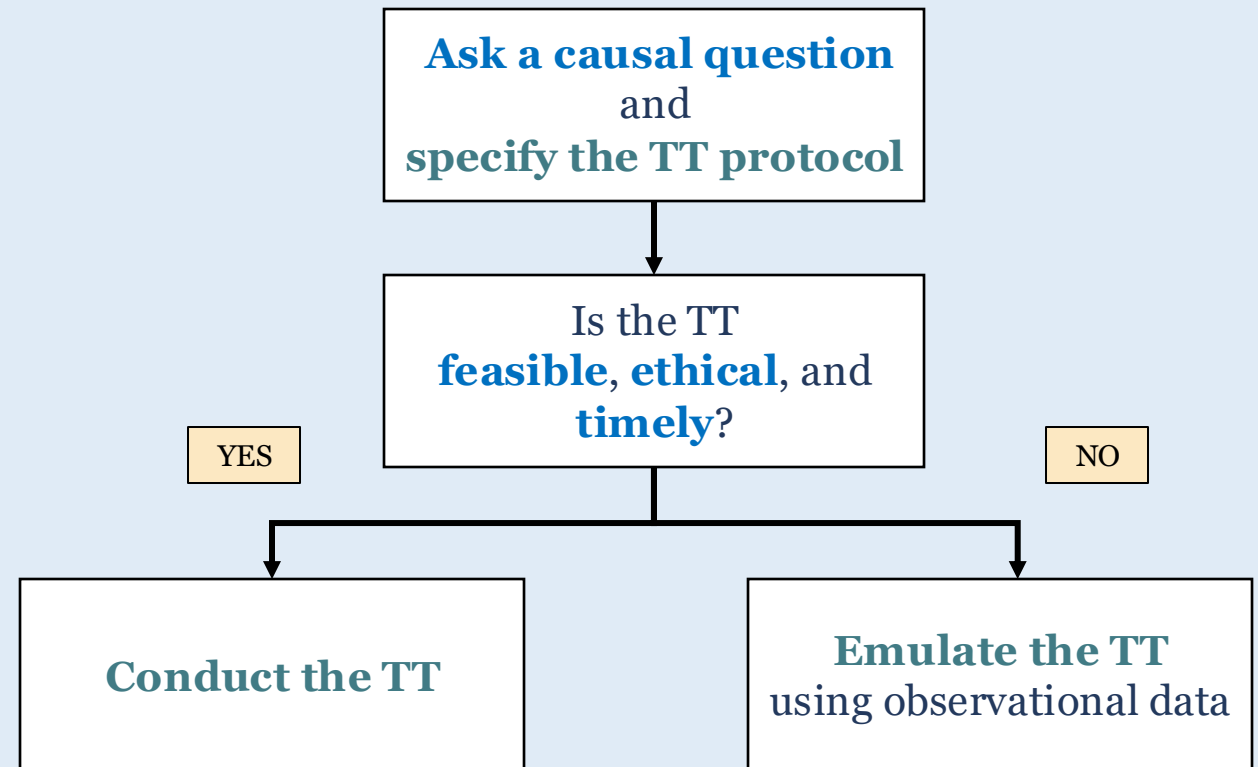 Ask a causal question
and
specify the TT protocol
Is the TT
feasible, ethical, and
timely?
YES
NO
Conduct the TT
Emulate the TT
using observational data